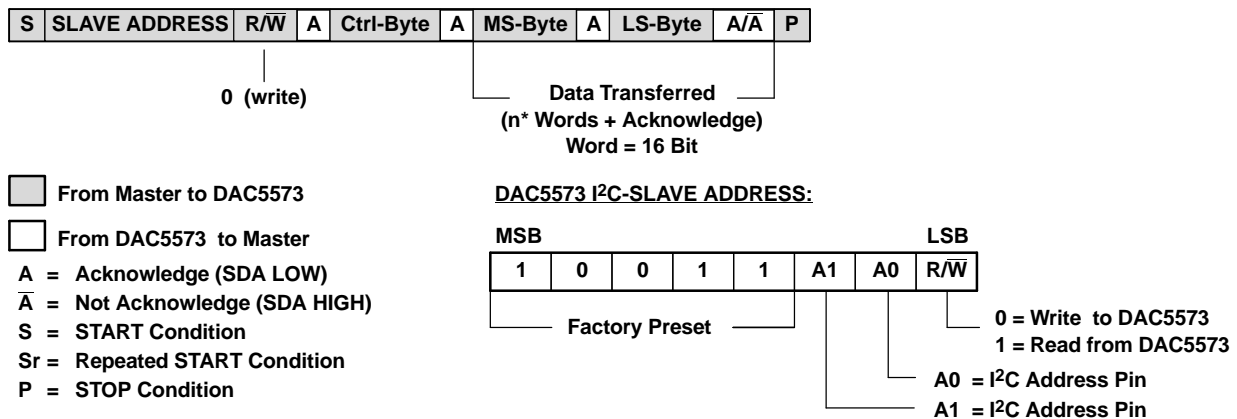 S SLAVE ADDRESS R/W̅ A Ctrl-Byte A MS-Byte A LS-Byte A/A̅ P
0 (write)
Data Transferred
(n* Words + Acknowledge)
Word = 16 Bit
From Master to DAC5573
From DAC5573 to Master
A = Acknowledge (SDA LOW)
A̅ = Not Acknowledge (SDA HIGH)
S = START Condition
Sr = Repeated START Condition
P = STOP Condition
DAC5573 I²C-SLAVE ADDRESS:
MSB LSB
1 0 0 1 1 A1 A0 R/W̅
Factory Preset
0 = Write to DAC5573
1 = Read from DAC5573
A0 = I²C Address Pin
A1 = I²C Address Pin